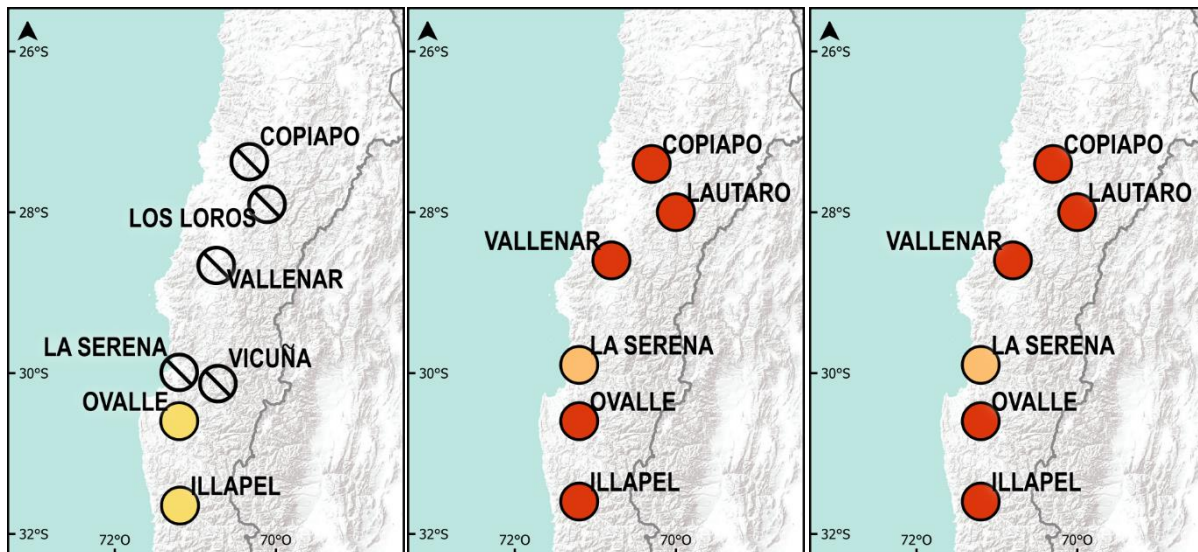 26°S
COPIAPO
LOS LOROS
28°S
VALLENAR
LA SERENA
VICUÑA
30°S
OVALLE
ILLAPEL
32°S
72°O
70°O
26°S
COPIAPO
LAUTARO
28°S
VALLENAR
LA SERENA
30°S
OVALLE
ILLAPEL
32°S
72°O
70°O
26°S
COPIAPO
LAUTARO
28°S
VALLENAR
LA SERENA
30°S
OVALLE
ILLAPEL
32°S
72°O
70°O